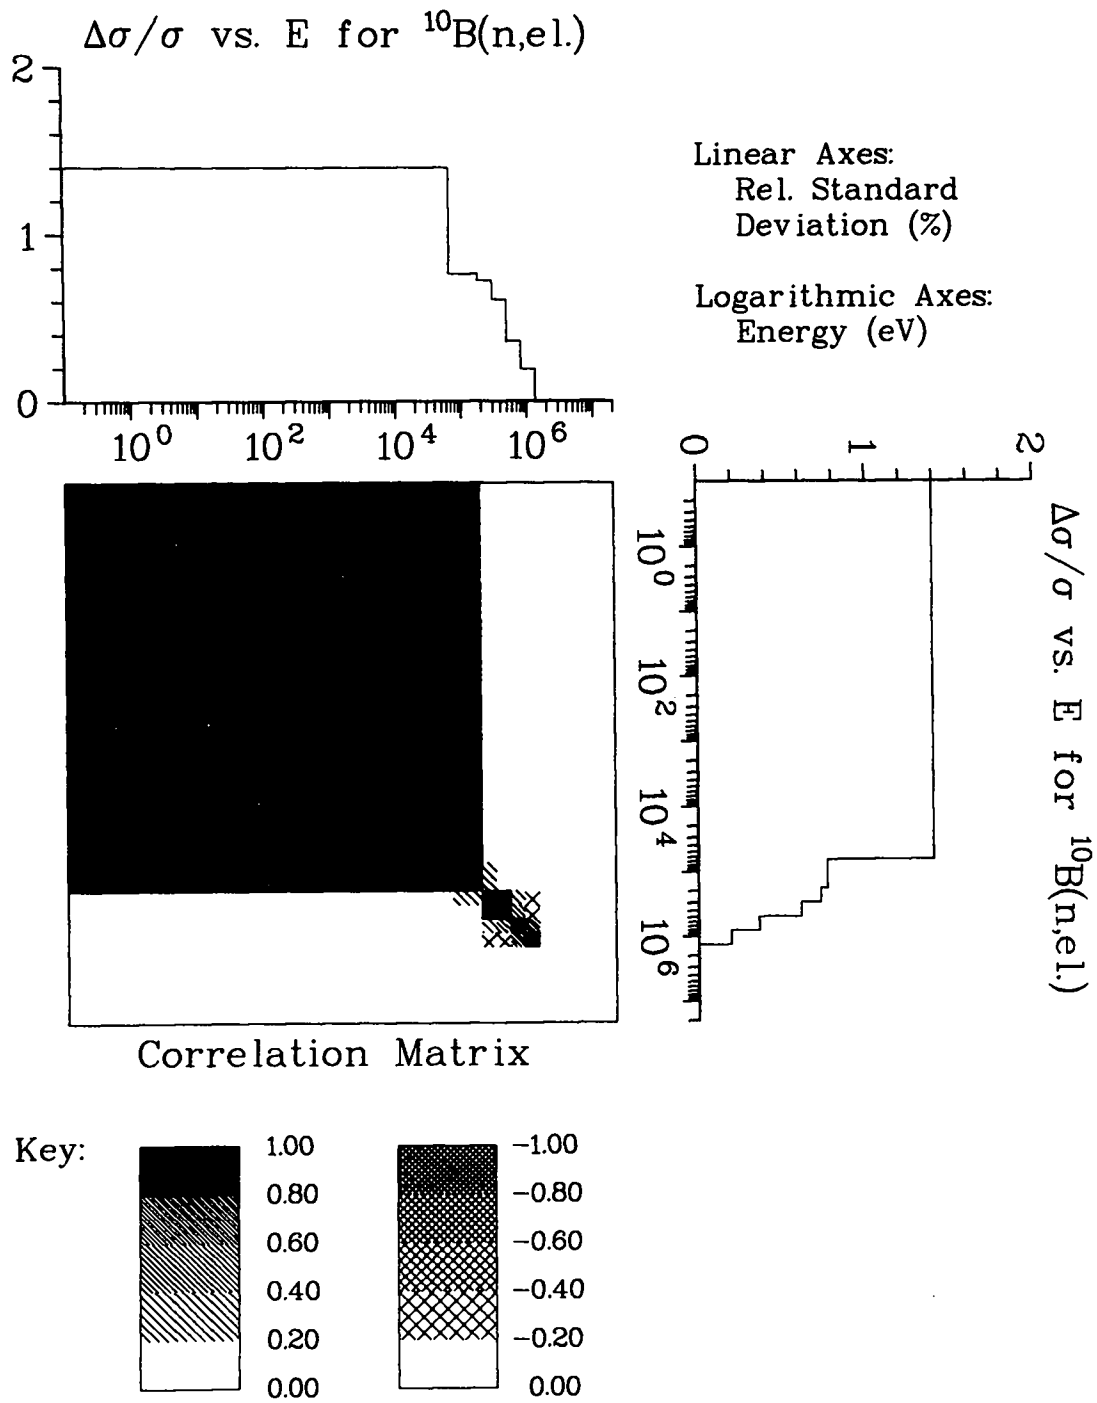 Δσ/σ vs. E for ¹⁰B(n,el.)
2
1
0
10⁰ 10² 10⁴ 10⁶
Linear Axes:
Rel. Standard
Deviation (%)
Logarithmic Axes:
Energy (eV)
0 1 2
10⁰
10²
10⁴
10⁶
Δσ/σ vs. E for ¹⁰B(n,el.)
Correlation Matrix
Key:
1.00
0.80
0.60
0.40
0.20
0.00
−1.00
−0.80
−0.60
−0.40
−0.20
0.00